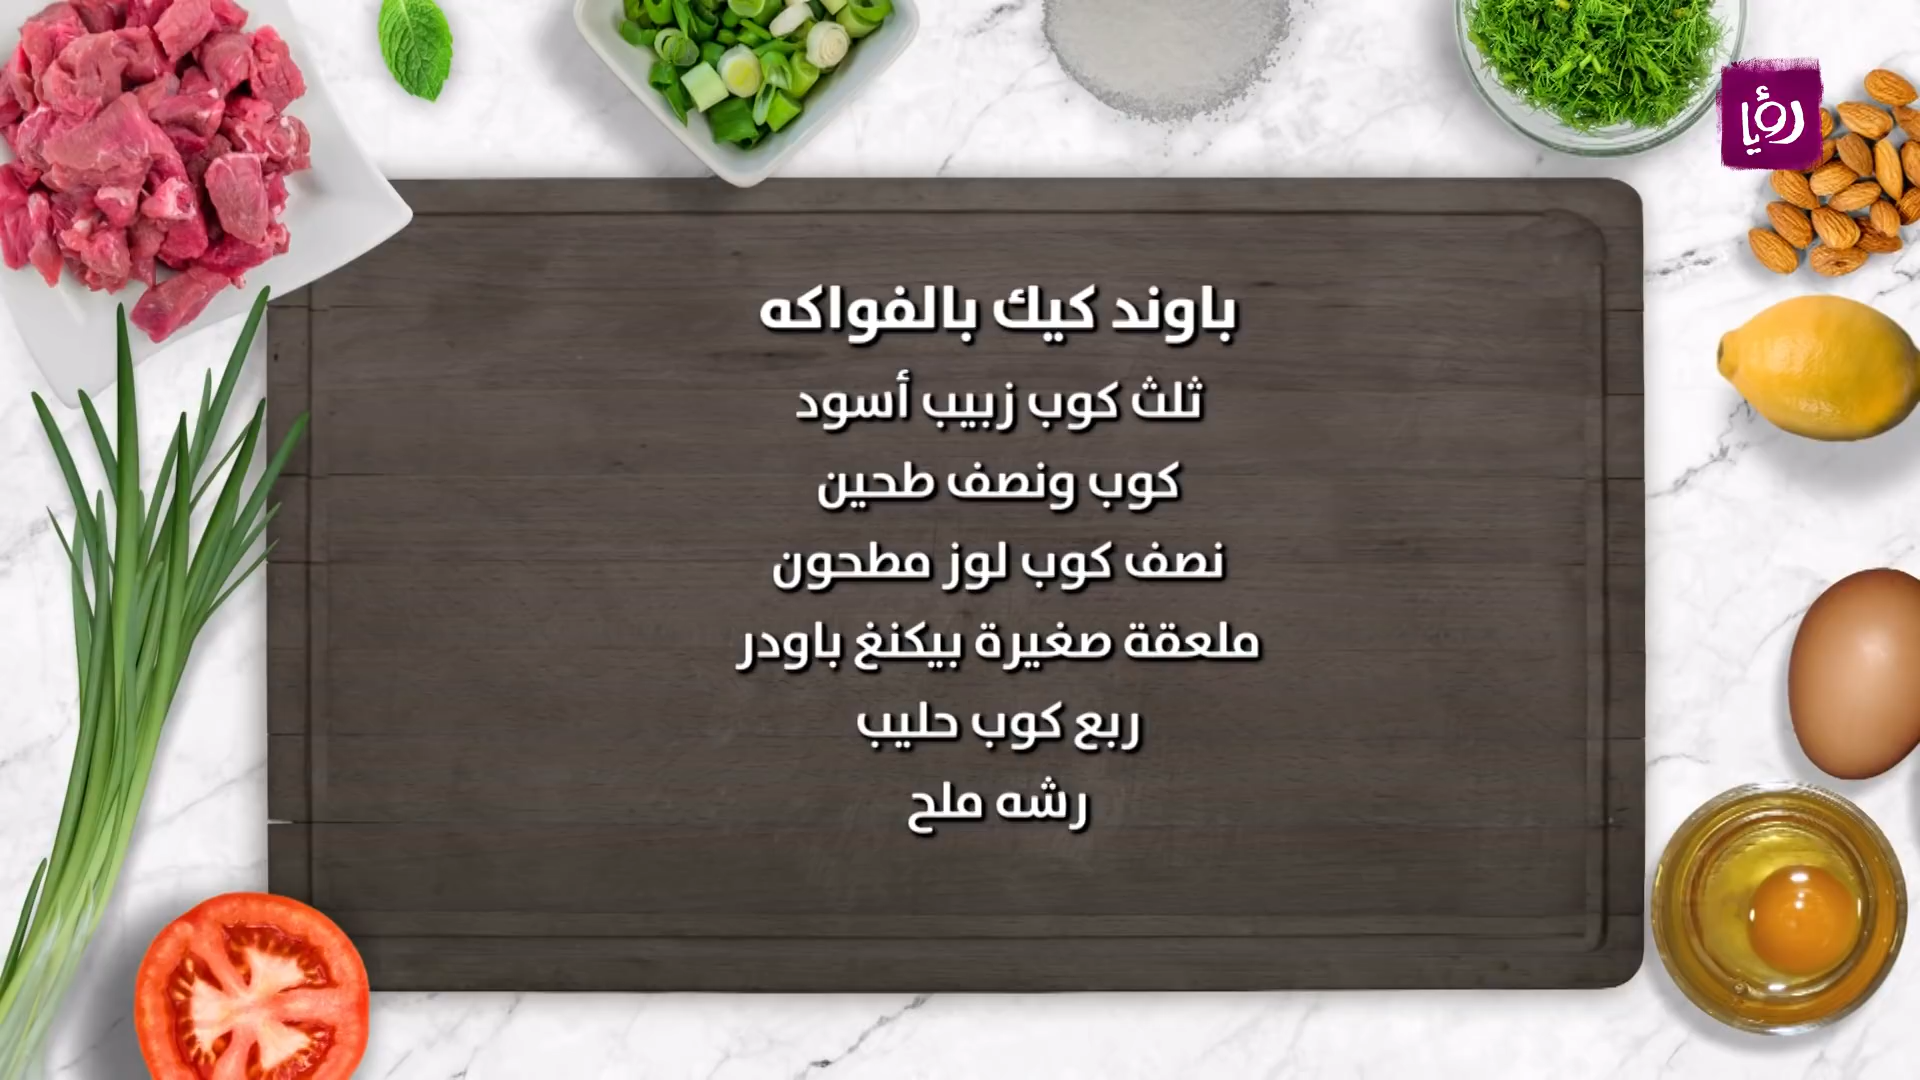 رؤيا
باوند كيك بالفواكه
ثلث كوب زبيب أسود
كوب ونصف طحين
نصف كوب لوز مطحون
ملعقة صغيرة بيكنغ باودر
ربع كوب حليب
رشه ملح